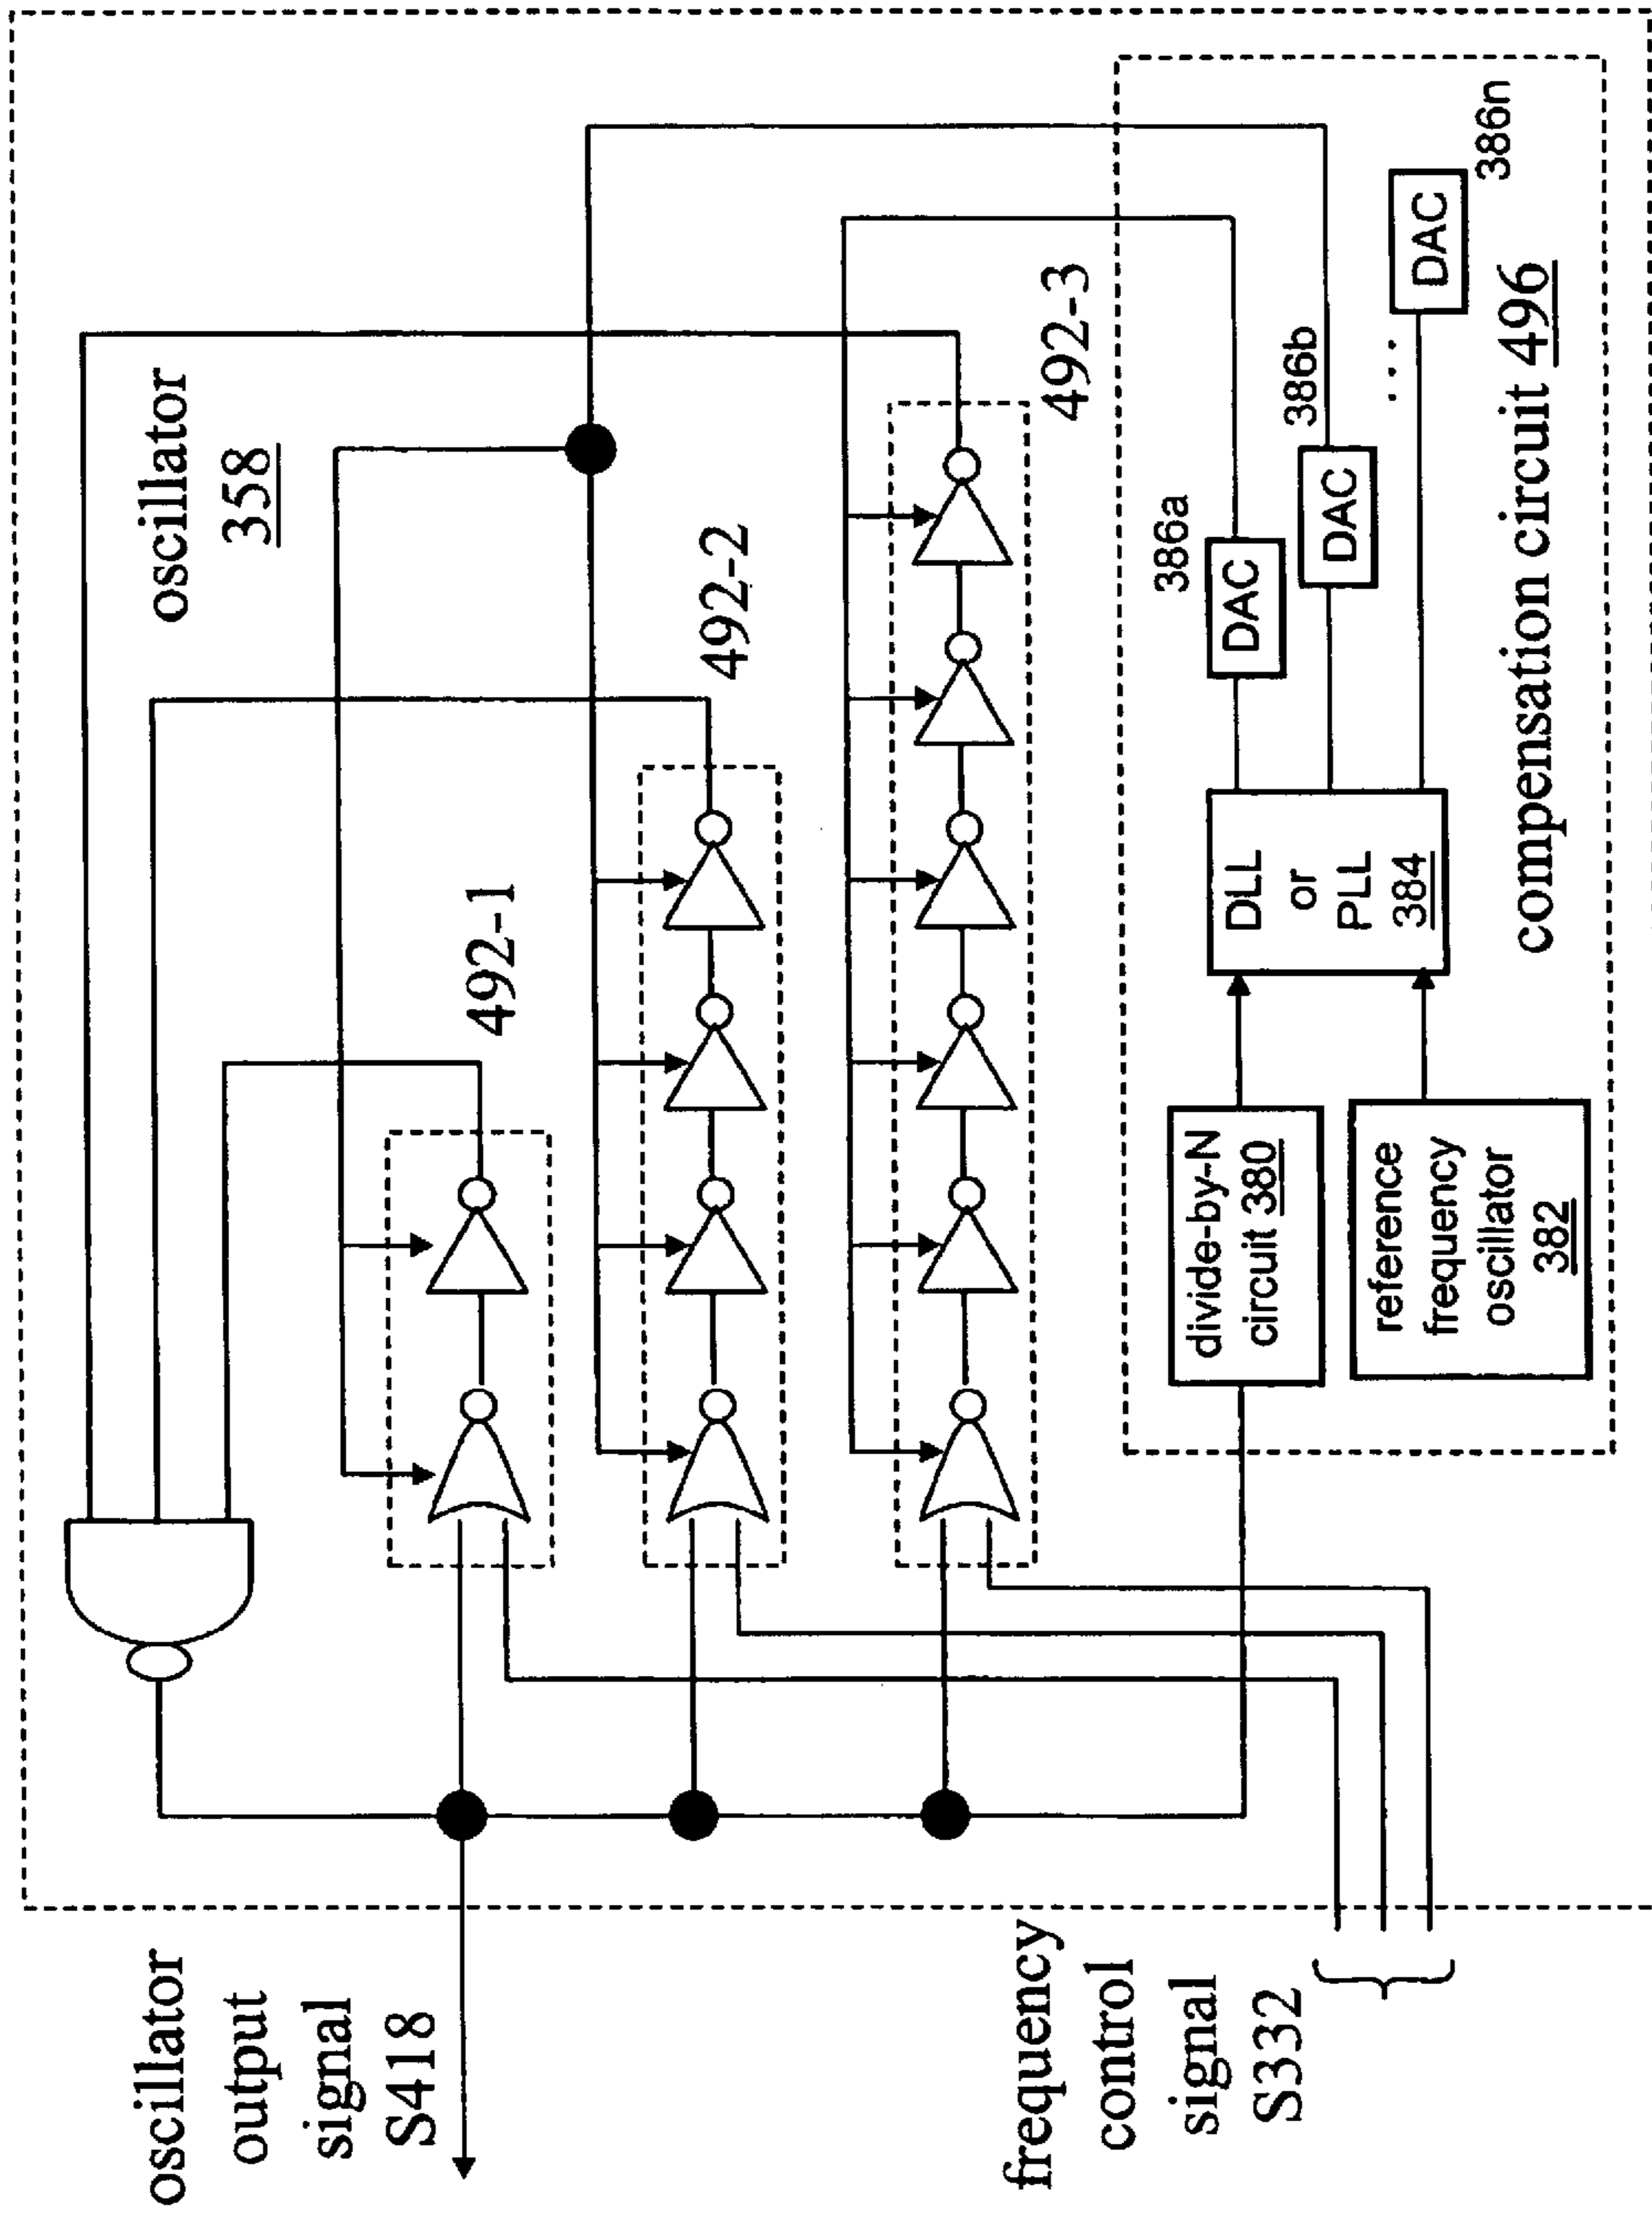 oscillator
358
492-1
492-2
492-3
oscillator
output
signal
S418
frequency
control
signal
S332
divide-by-N
circuit 380
reference
frequency
oscillator
382
DLL
or
PLL
384
386a
DAC
386b
DAC
...
DAC
386n
compensation circuit 496